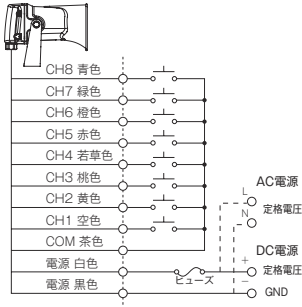 CH8 青色
CH7 緑色
CH6 橙色
CH5 赤色
CH4 若草色
CH3 桃色
CH2 黄色
CH1 空色
COM 茶色
電源 白色
電源 黒色
ヒューズ
AC電源
L
N
定格電圧
DC電源
+
定格電圧
−
GND